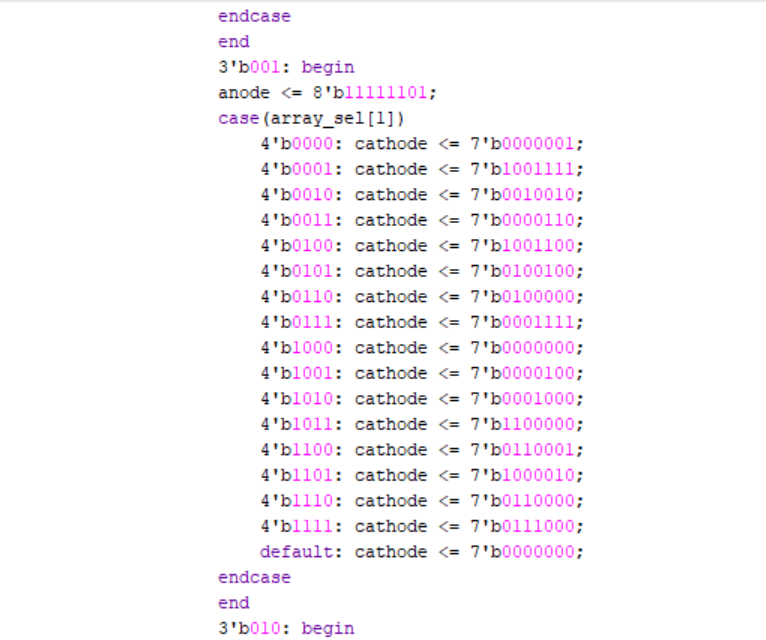 endcase
end
3'b001: begin
anode <= 8'b11111101;
case(array_sel[1])
4'b0000: cathode <= 7'b0000001;
4'b0001: cathode <= 7'b1001111;
4'b0010: cathode <= 7'b0010010;
4'b0011: cathode <= 7'b0000110;
4'b0100: cathode <= 7'b1001100;
4'b0101: cathode <= 7'b0100100;
4'b0110: cathode <= 7'b0100000;
4'b0111: cathode <= 7'b0001111;
4'b1000: cathode <= 7'b0000000;
4'b1001: cathode <= 7'b0000100;
4'b1010: cathode <= 7'b0001000;
4'b1011: cathode <= 7'b1100000;
4'b1100: cathode <= 7'b0110001;
4'b1101: cathode <= 7'b1000010;
4'b1110: cathode <= 7'b0110000;
4'b1111: cathode <= 7'b0111000;
default: cathode <= 7'b0000000;
endcase
end
3'b010: begin